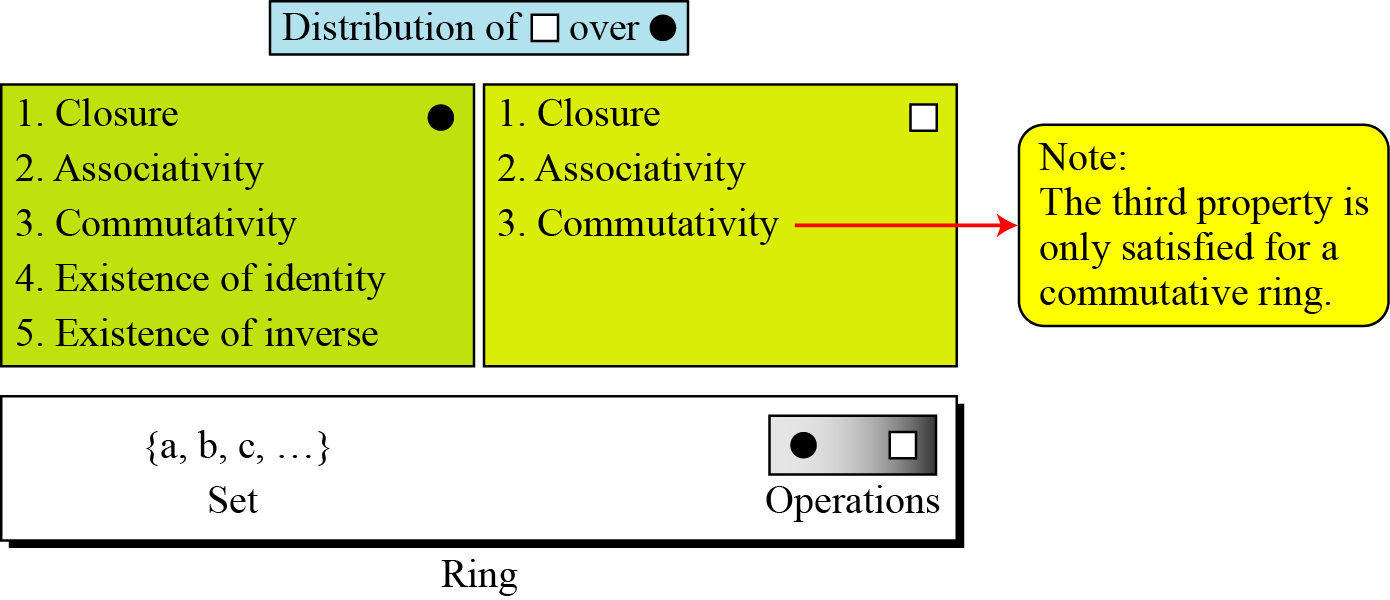 Distribution of □ over ●
1. Closure ●
2. Associativity
3. Commutativity
4. Existence of identity
5. Existence of inverse
1. Closure □
2. Associativity
3. Commutativity
Note:
The third property is
only satisfied for a
commutative ring.
{a, b, c, …}
Set
● □
Operations
Ring